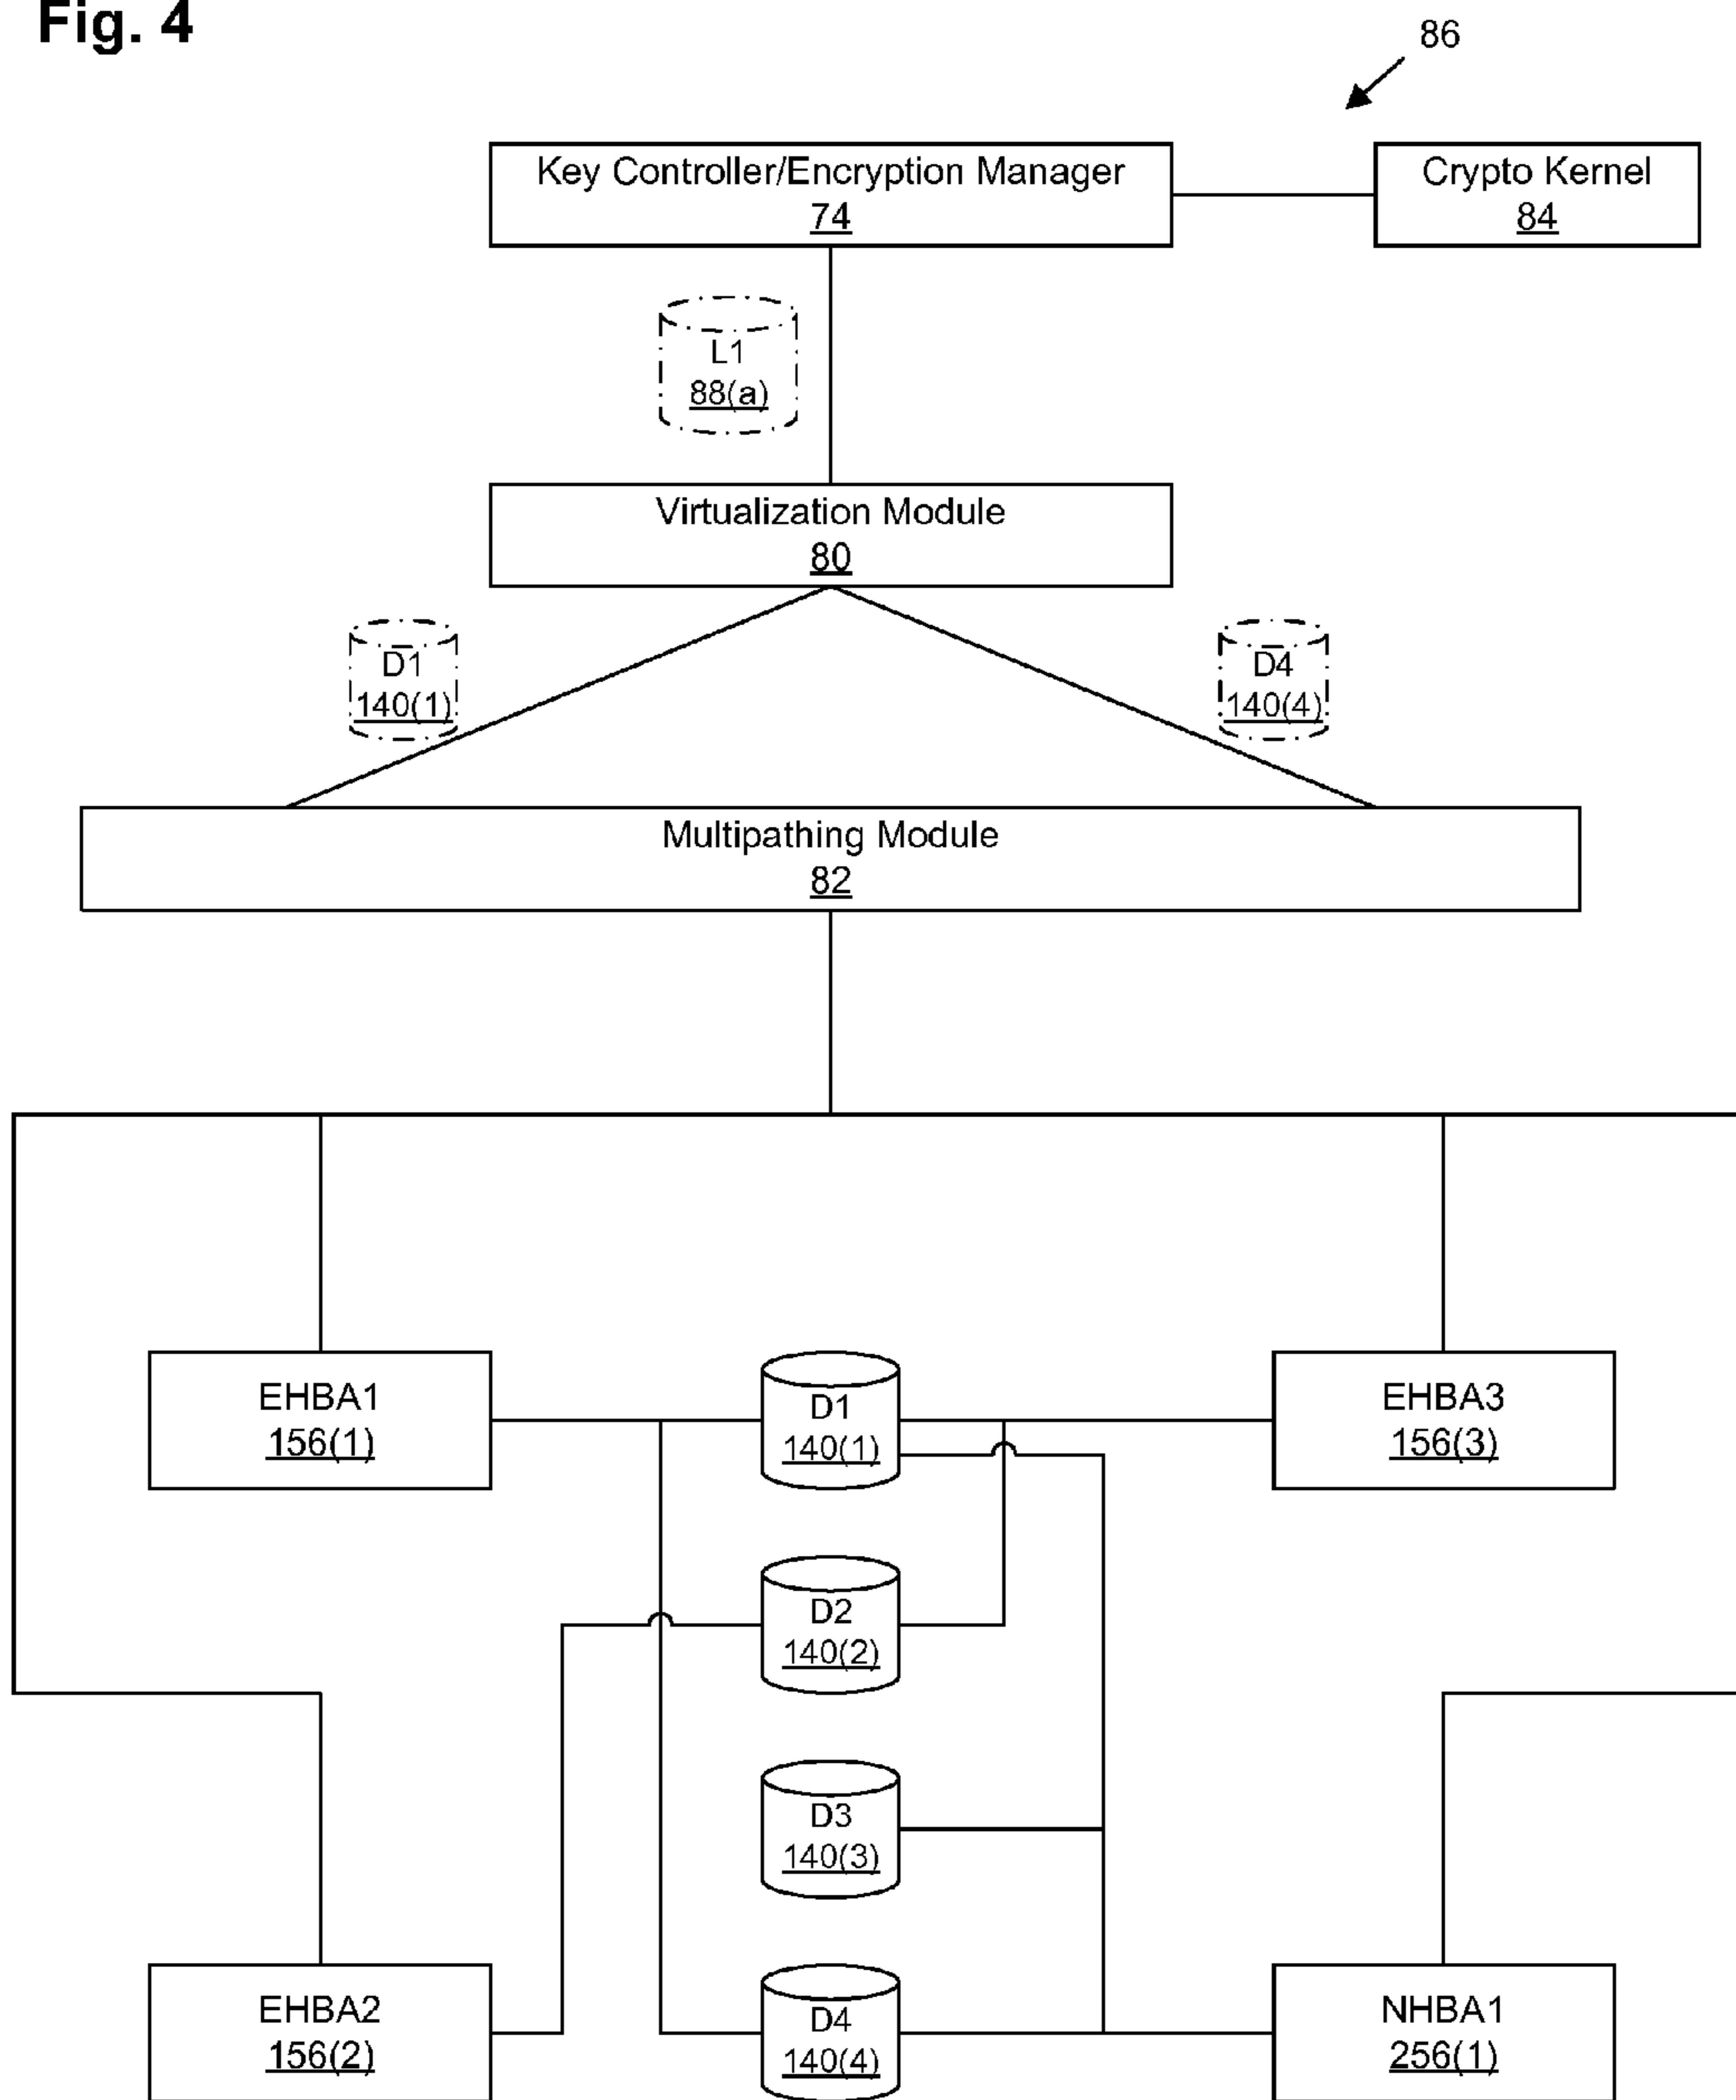 Fig. 4
86
Key Controller/Encryption Manager
74
Crypto Kernel
84
L1
88(a)
Virtualization Module
80
D1
140(1)
D4
140(4)
Multipathing Module
82
EHBA1
156(1)
D1
140(1)
EHBA3
156(3)
D2
140(2)
D3
140(3)
EHBA2
156(2)
D4
140(4)
NHBA1
256(1)